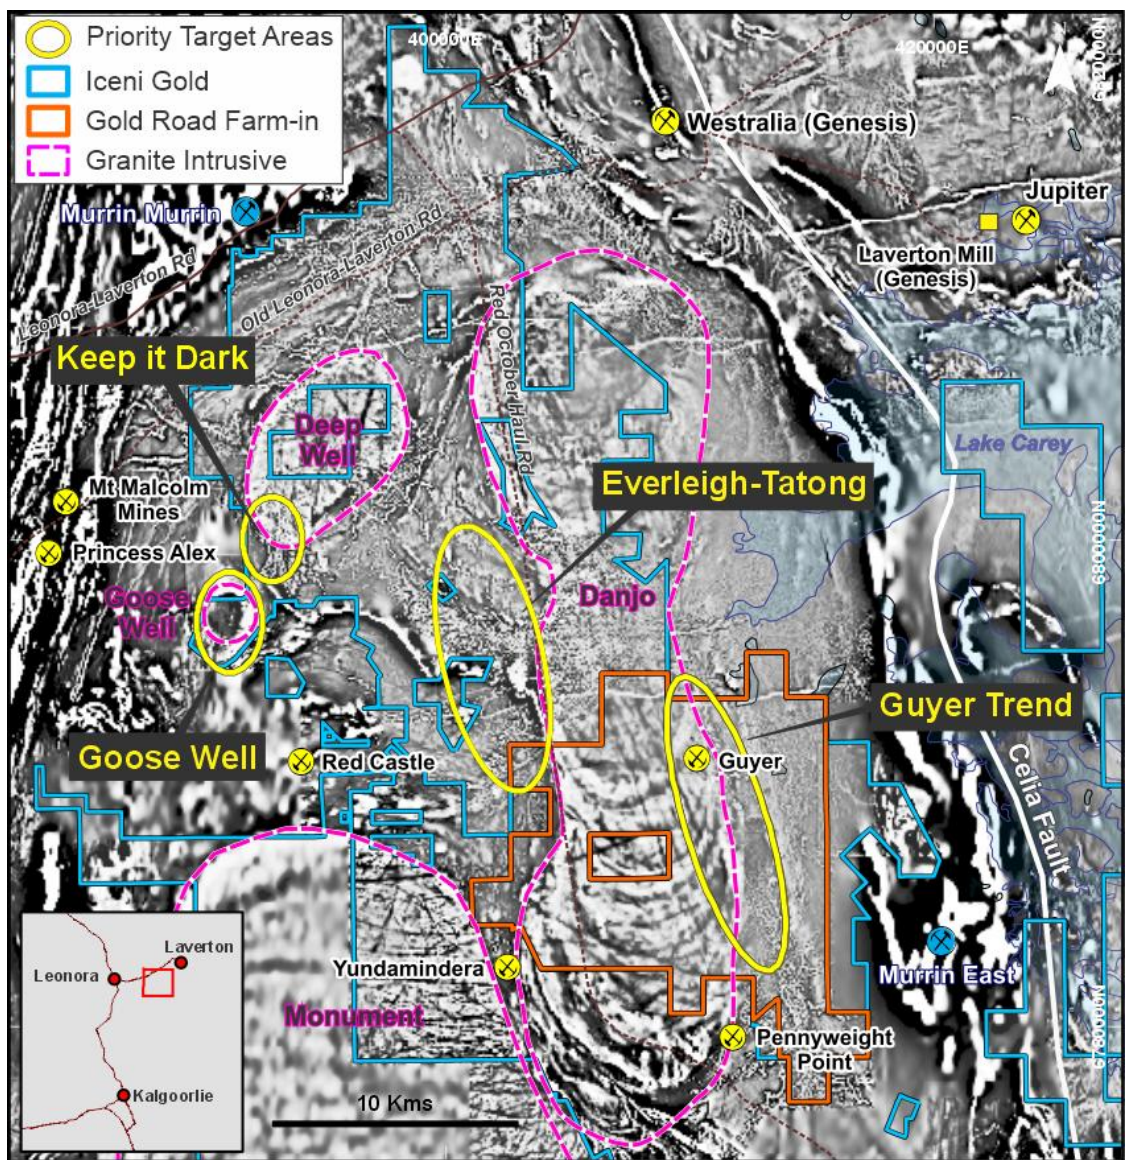 Priority Target Areas
Iceni Gold
Gold Road Farm-in
Granite Intrusive
400000E
420000E
6820000N
Westralia (Genesis)
Jupiter
Murrin Murrin
Laverton Mill
(Genesis)
Leonora-Laverton Rd
Old Leonora-Laverton Rd
Red October Haul Rd
Keep it Dark
Deep
Well
Lake Carey
Everleigh-Tatong
Mt Malcolm
Mines
Princess Alex
6800000N
Goose
Well
Danjo
Guyer Trend
Goose Well
Red Castle
Guyer
Celia Fault
Laverton
Leonora
Kalgoorlie
Yundamindera
Murrin East
Monument
Pennyweight
Point
6780000N
10 Kms